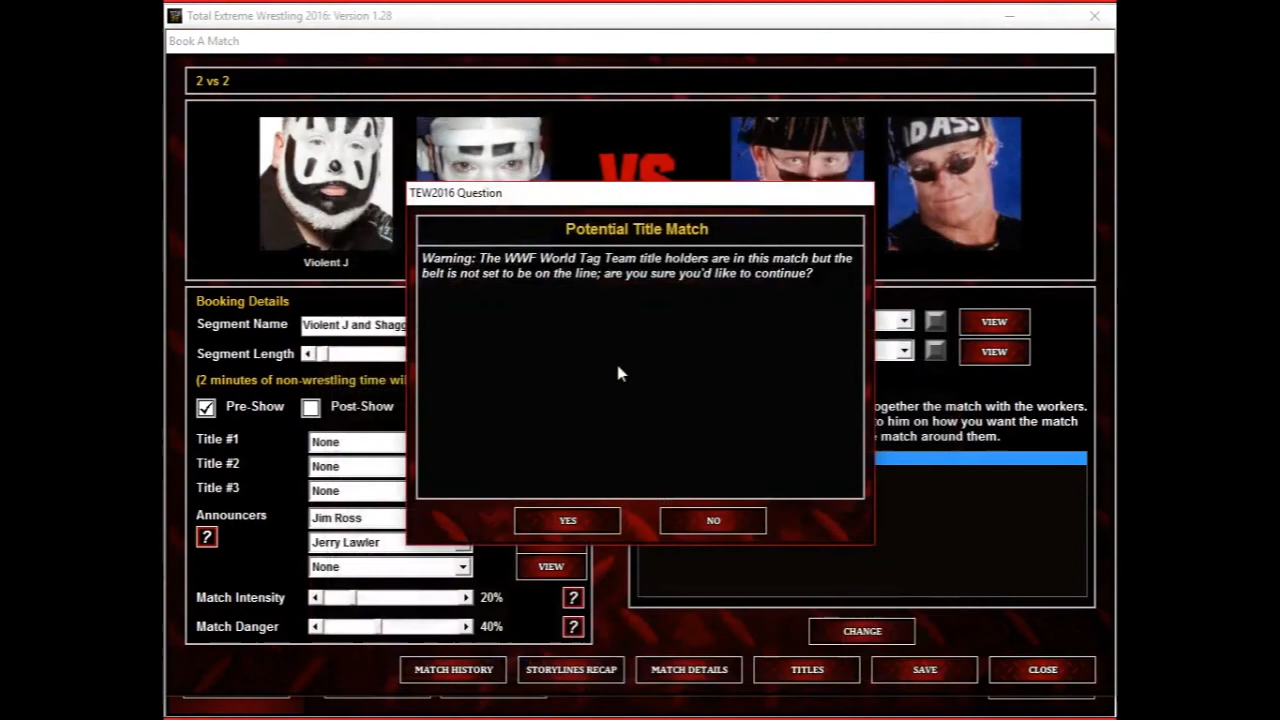 Total Extreme Wrestling 2016: Version 1.28
Book A Match
2 vs 2
VS
ADASS
Violent J
TEW2016 Question
Potential Title Match
Warning: The WWF World Tag Team title holders are in this match but the
belt is not set to be on the line; are you sure you'd like to continue?
YES NO
Booking Details
Segment Name Violent J and Shagg
Segment Length
(2 minutes of non-wrestling time wil
Pre-Show Post-Show
Title #1 None
Title #2 None
Title #3 None
Announcers Jim Ross
? Jerry Lawler
None VIEW
Match Intensity 20% ?
Match Danger 40% ?
VIEW
VIEW
ogether the match with the workers.
o him on how you want the match
e match around them.
CHANGE
MATCH HISTORY STORYLINES RECAP MATCH DETAILS TITLES SAVE CLOSE